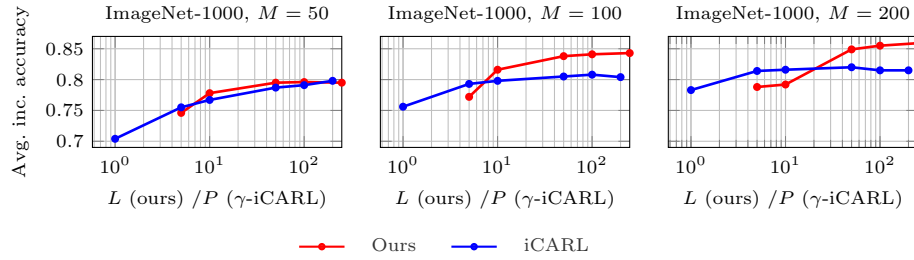 ImageNet-1000, M = 50
ImageNet-1000, M = 100
ImageNet-1000, M = 200
Avg. inc. accuracy
0.85
0.8
0.75
0.7
10^0 10^1 10^2
10^0 10^1 10^2
10^0 10^1 10^2
L (ours) /P (γ-iCARL)
L (ours) /P (γ-iCARL)
L (ours) /P (γ-iCARL)
Ours iCARL